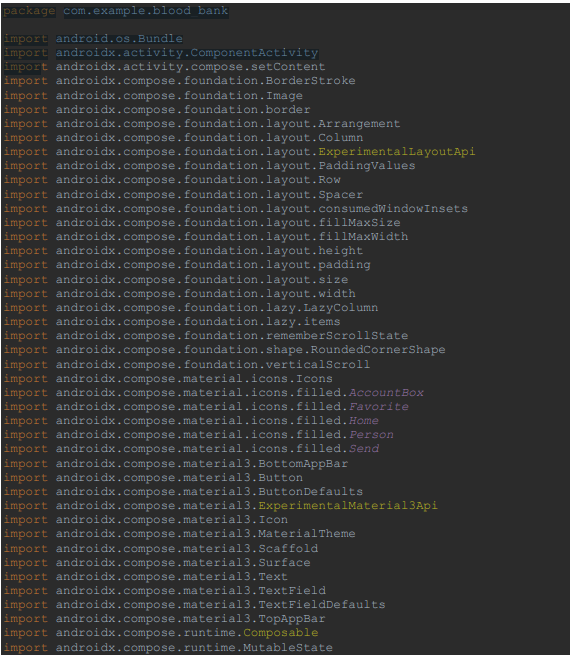 package com.example.blood bank
import android.os.Bundle
import androidx.activity.ComponentActivity
import androidx.activity.compose.setContent
import androidx.compose.foundation.BorderStroke
import androidx.compose.foundation.Image
import androidx.compose.foundation.border
import androidx.compose.foundation.layout.Arrangement
import androidx.compose.foundation.layout.Column
import androidx.compose.foundation.layout.ExperimentalLayoutApi
import androidx.compose.foundation.layout.PaddingValues
import androidx.compose.foundation.layout.Row
import androidx.compose.foundation.layout.Spacer
import androidx.compose.foundation.layout.consumedWindowInsets
import androidx.compose.foundation.layout.fillMaxSize
import androidx.compose.foundation.layout.fillMaxWidth
import androidx.compose.foundation.layout.height
import androidx.compose.foundation.layout.padding
import androidx.compose.foundation.layout.size
import androidx.compose.foundation.layout.width
import androidx.compose.foundation.lazy.LazyColumn
import androidx.compose.foundation.lazy.items
import androidx.compose.foundation.rememberScrollState
import androidx.compose.foundation.shape.RoundedCornerShape
import androidx.compose.foundation.verticalScroll
import androidx.compose.material.icons.Icons
import androidx.compose.material.icons.filled.AccountBox
import androidx.compose.material.icons.filled.Favorite
import androidx.compose.material.icons.filled.Home
import androidx.compose.material.icons.filled.Person
import androidx.compose.material.icons.filled.Send
import androidx.compose.material3.BottomAppBar
import androidx.compose.material3.Button
import androidx.compose.material3.ButtonDefaults
import androidx.compose.material3.ExperimentalMaterial3Api
import androidx.compose.material3.Icon
import androidx.compose.material3.MaterialTheme
import androidx.compose.material3.Scaffold
import androidx.compose.material3.Surface
import androidx.compose.material3.Text
import androidx.compose.material3.TextField
import androidx.compose.material3.TextFieldDefaults
import androidx.compose.material3.TopAppBar
import androidx.compose.runtime.Composable
import androidx.compose.runtime.MutableState